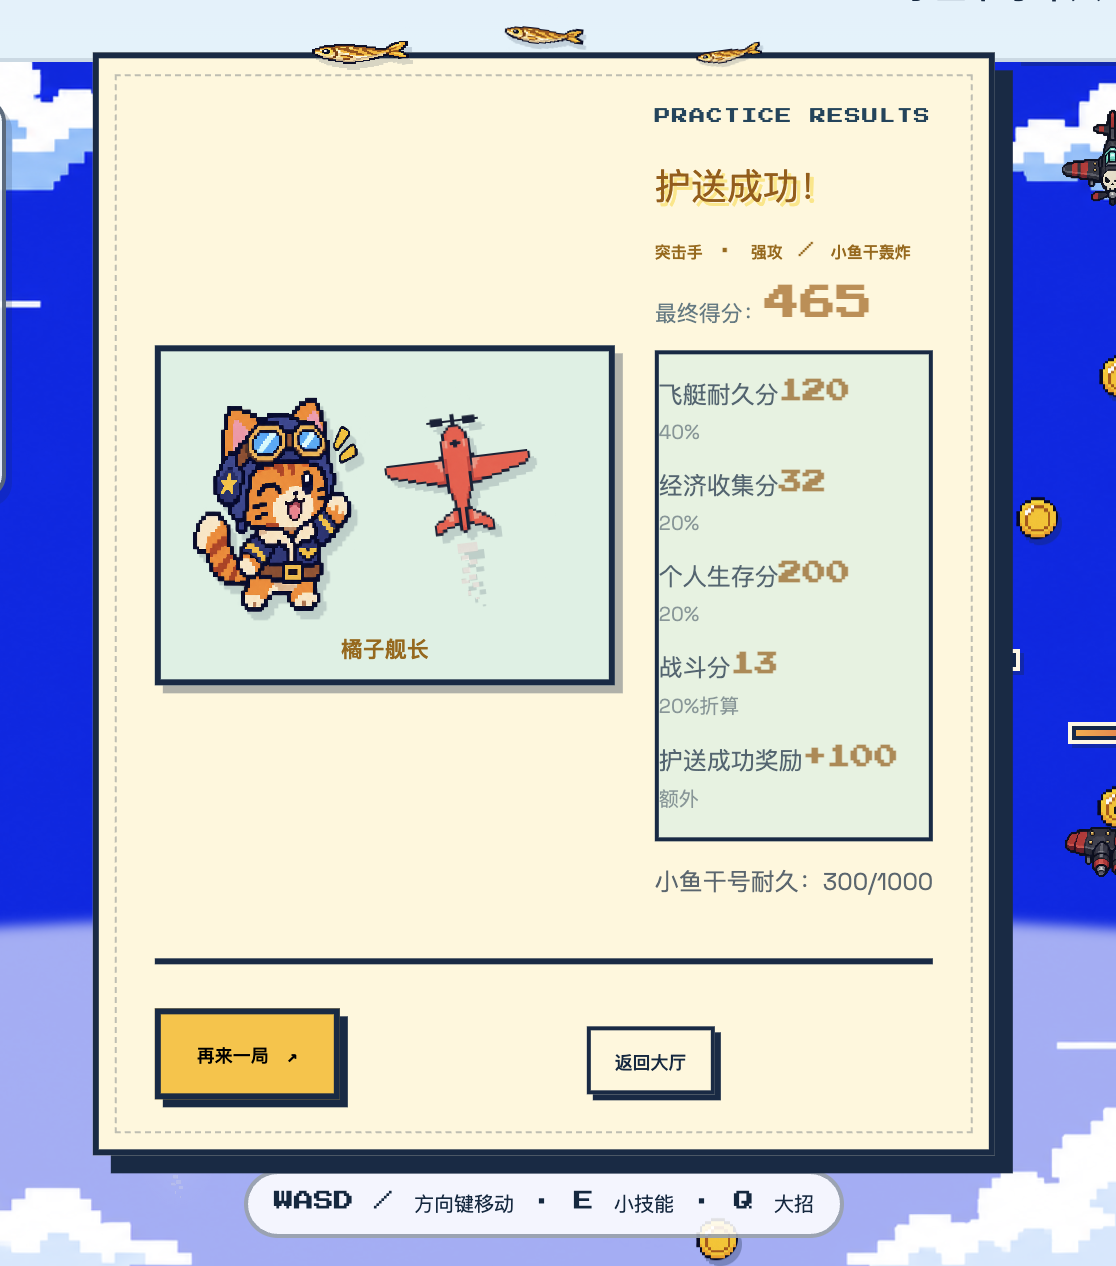 PRACTICE RESULTS
护送成功!
突击手 · 强攻 / 小鱼干轰炸
最终得分: 465
飞艇耐久分120
40%
经济收集分32
20%
个人生存分200
20%
战斗分13
20%折算
护送成功奖励+100
额外
橘子舰长
小鱼干号耐久: 300/1000
再来一局 ↗
返回大厅
WASD / 方向键移动 · E 小技能 · Q 大招